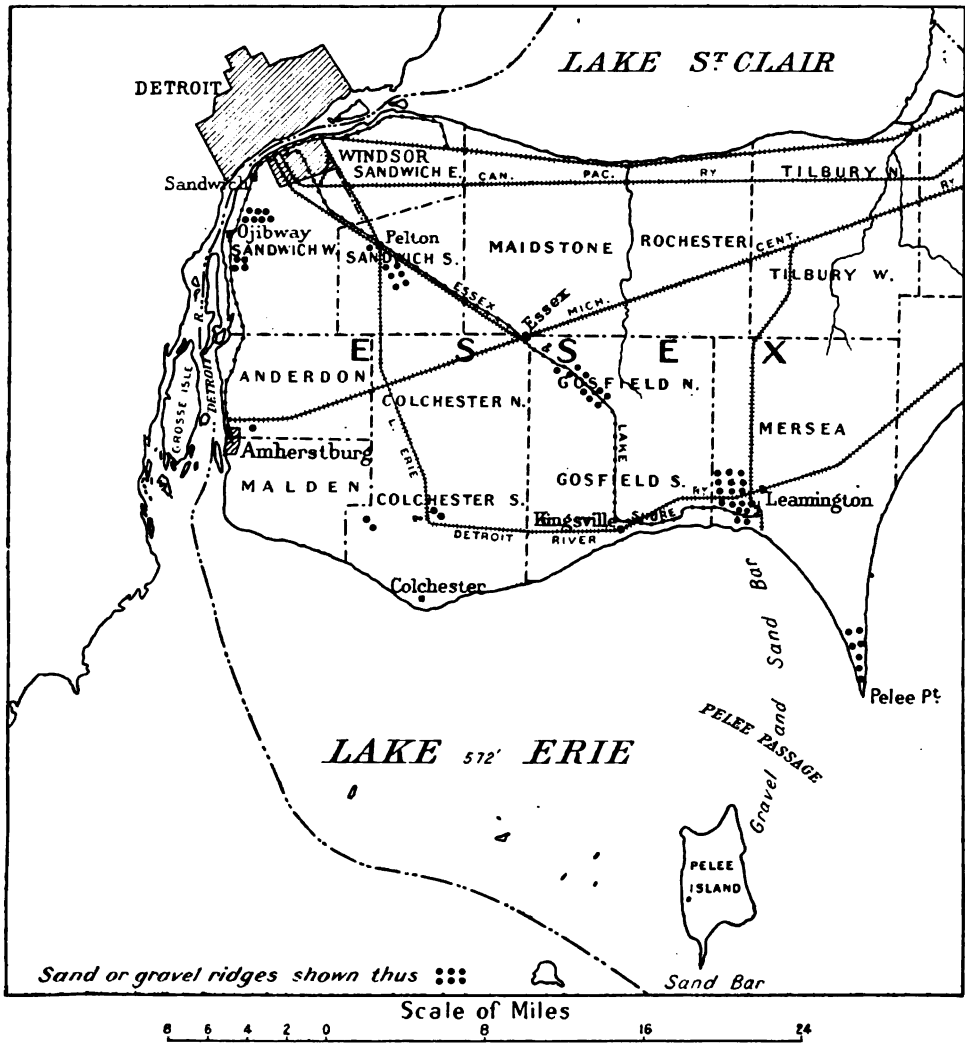 LAKE ST CLAIR
DETROIT
WINDSOR
SANDWICH E.
CAN. PAC. RY
TILBURY N.
Sandwich
RY.
Ojibway
SANDWICH W.
Pelton
SANDWICH S.
MAIDSTONE
ROCHESTER
CENT.
TILBURY W.
ESSEX
Essex
MICH.
R.
DETROIT
GROSSE ISLE
E S S E X
&
ANDERDON
GOSFIELD N.
COLCHESTER N.
L. ERIE
LAKE
MERSEA
Amherstburg
MALDEN
GOSFIELD S.
RY
COLCHESTER S.
Leamington
Kingsville
SHORE
DETROIT RIVER
Colchester
Gravel and Sand Bar
Pelee Pt.
PELEE PASSAGE
LAKE 572' ERIE
PELEE
ISLAND
Sand or gravel ridges shown thus
Sand Bar
Scale of Miles
8 6 4 2 0 8 16 24